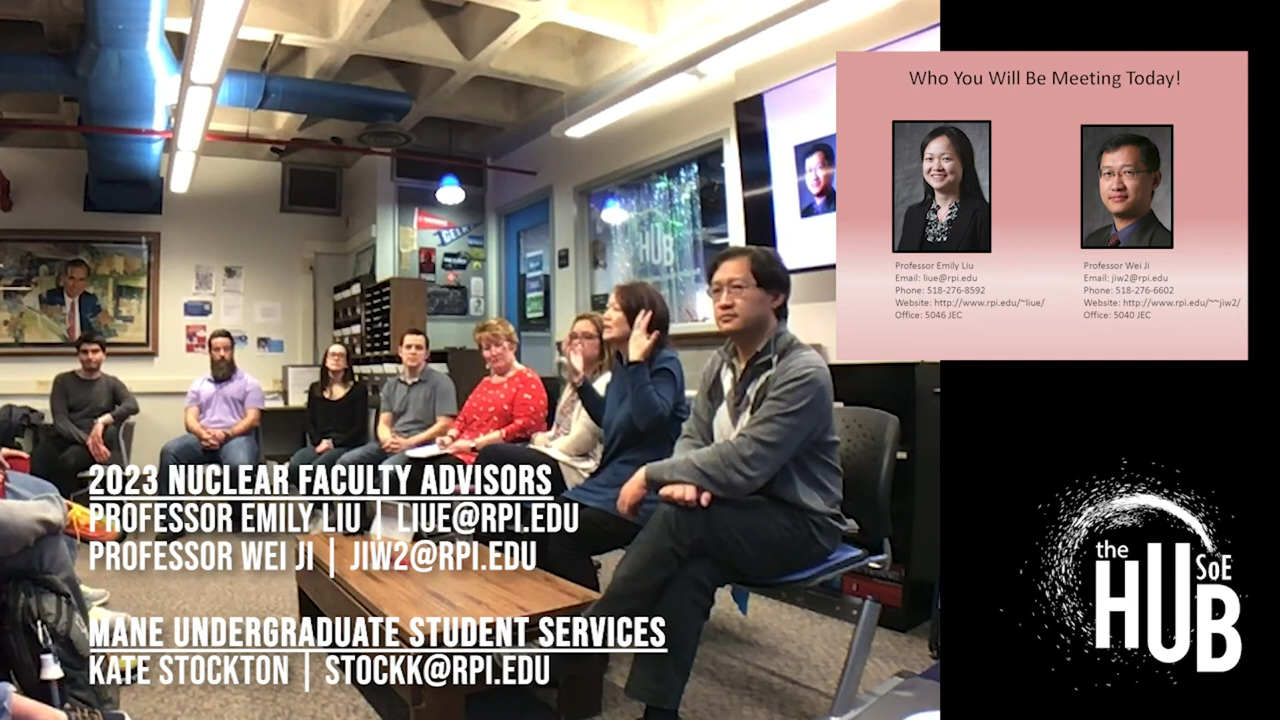 Who You Will Be Meeting Today!
Professor Emily Liu
Email: liue@rpi.edu
Phone: 518-276-8592
Website: http://www.rpi.edu/~liue/
Office: 5046 JEC
Professor Wei Ji
Email: jiw2@rpi.edu
Phone: 518-276-6602
Website: http://www.rpi.edu/~~jiw2/
Office: 5040 JEC
HUB
2023 NUCLEAR FACULTY ADVISORS
PROFESSOR EMILY LIU | LIUE@RPI.EDU
PROFESSOR WEI JI | JIW2@RPI.EDU
MANE UNDERGRADUATE STUDENT SERVICES
KATE STOCKTON | STOCKK@RPI.EDU
the
HUB
SoE